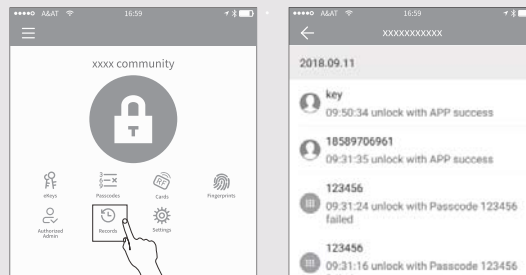 A&AT 16:59
xxxx community
T
eKeys Passcodes Cards Fingerprints
RF
Authorized
Admin
Records Settings
A&AT 16:59
xxxxxxxxxxx
2018.09.11
key
09:50:34 unlock with APP success
18589706961
09:31:35 unlock with APP success
123456
09:31:24 unlock with Passcode 123456
failed
123456
09:31:16 unlock with Passcode 123456